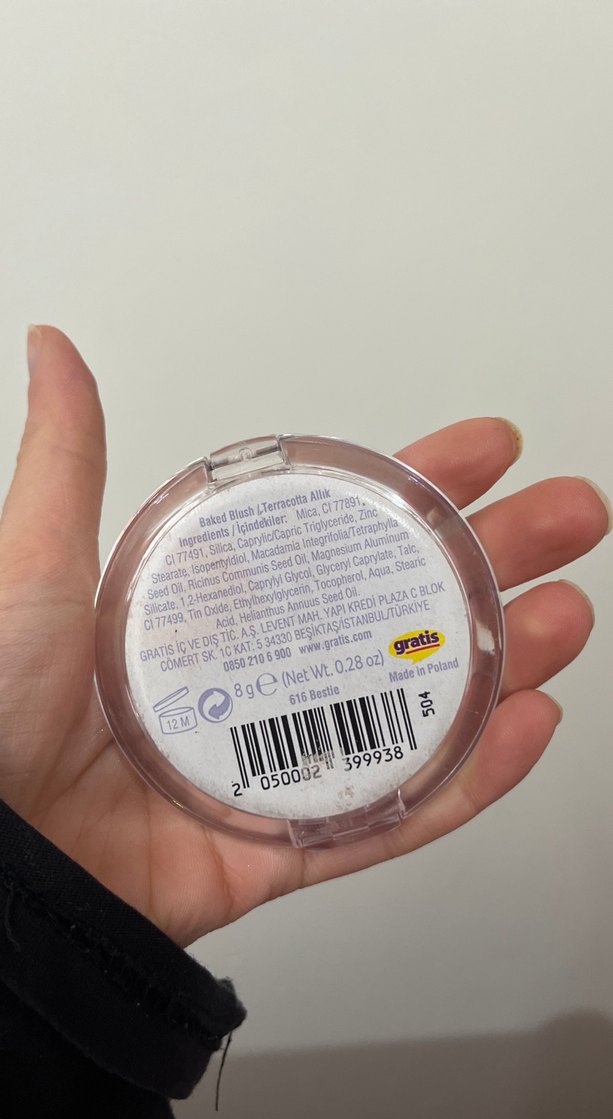 Baked Blush / Terracotta Allık
Ingredients / İçindekiler: Mica, CI 77891,
CI 77491, Silica, Caprylic/Capric Triglyceride, Zinc
Stearate, Isopentyldiol, Macadamia Integrifolia/Tetraphylla
Seed Oil, Ricinus Communis Seed Oil, Magnesium Aluminum
Silicate, 1,2-Hexanediol, Caprylyl Glycol, Glyceryl Caprylate, Talc,
CI 77499, Tin Oxide, Ethylhexylglycerin, Tocopherol, Aqua, Stearic
Acid, Helianthus Annuus Seed Oil.
GRATİS İÇ VE DIŞ TİC. A.Ş. LEVENT MAH. YAPI KREDİ PLAZA C BLOK
CÖMERT SK. 1C KAT: 5 34330 BEŞİKTAŞ/İSTANBUL/TÜRKİYE
0850 210 6 900 www.gratis.com
gratis
12 M
8 g ℮ (Net Wt. 0.28 oz)
Made in Poland
616 Bestie
504
2 050002 399938